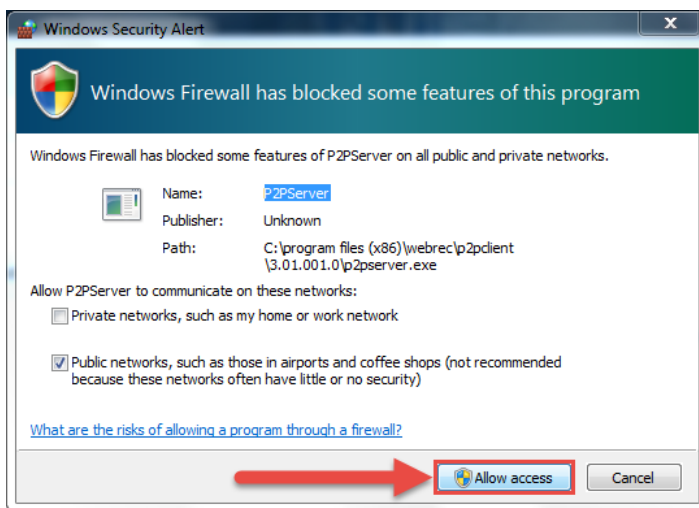 Windows Security Alert
x
Windows Firewall has blocked some features of this program
Windows Firewall has blocked some features of P2PServer on all public and private networks.
Name: P2PServer
Publisher: Unknown
Path: C:\program files (x86)\webrec\p2pclient
\3.01.001.0\p2pserver.exe
Allow P2PServer to communicate on these networks:
Private networks, such as my home or work network
Public networks, such as those in airports and coffee shops (not recommended
because these networks often have little or no security)
What are the risks of allowing a program through a firewall?
Allow access Cancel